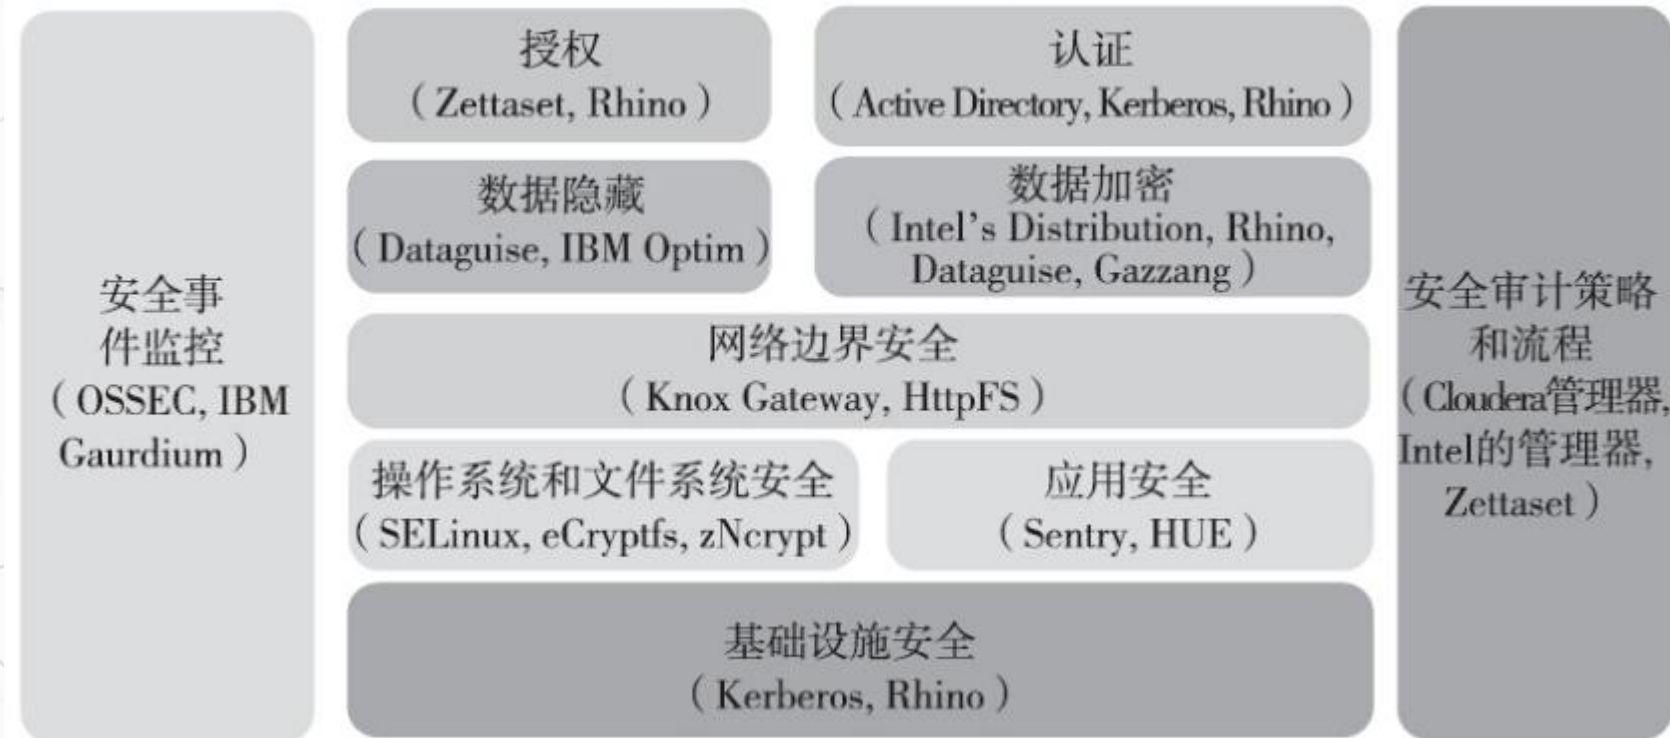 安全事
件监控
（OSSEC, IBM
Gaurdium）
授权
（Zettaset, Rhino）
认证
（Active Directory, Kerberos, Rhino）
数据隐藏
（Dataguise, IBM Optim）
数据加密
（Intel’s Distribution, Rhino,
Dataguise, Gazzang）
网络边界安全
（Knox Gateway, HttpFS）
操作系统和文件系统安全
（SELinux, eCryptfs, zNcrypt）
应用安全
（Sentry, HUE）
基础设施安全
（Kerberos, Rhino）
安全审计策略
和流程
（Cloudera管理器,
Intel的管理器,
Zettaset）